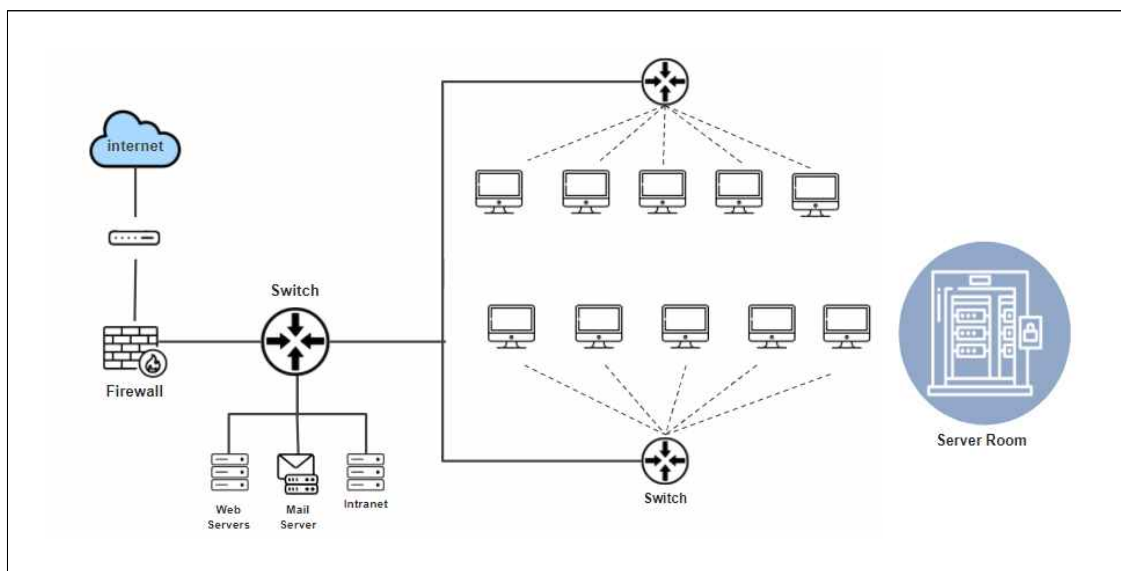 internet
Switch
Firewall
Web
Servers
Mail
Server
Intranet
Switch
Server Room